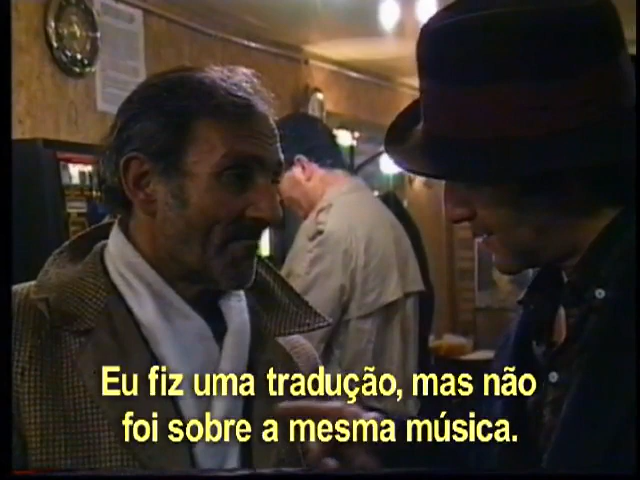 Eu fiz uma tradução, mas não
foi sobre a mesma música.